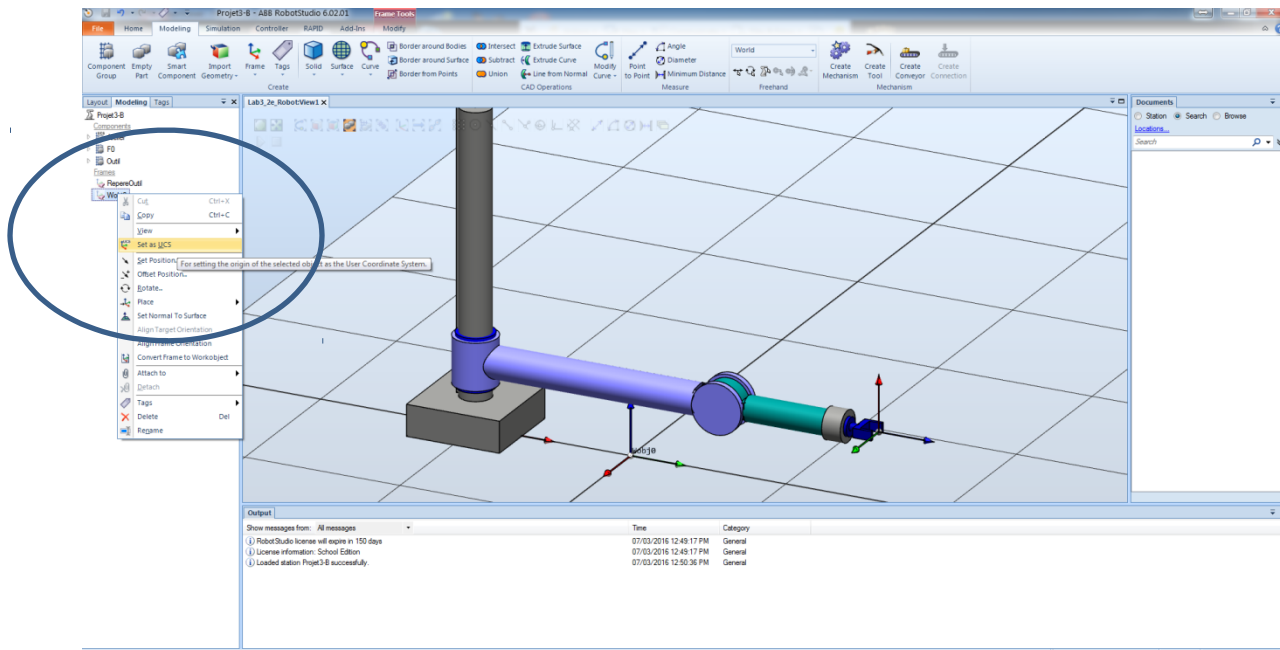 Projet3-B - ABB RobotStudio 6.02.01
Frame Tools
File Home Modeling Simulation Controller RAPID Add-Ins Modify
Component Group
Empty Part
Smart Component
Import Geometry
Frame
Tags
Solid
Surface
Curve
Border around Bodies
Border around Surface
Border from Points
Create
Intersect
Subtract
Union
Extrude Surface
Extrude Curve
Line from Normal
Modify Curve
CAD Operations
Point to Point
Angle
Diameter
Minimum Distance
Measure
World
Freehand
Create Mechanism
Create Tool
Create Conveyor
Create Connection
Mechanism
Layout Modeling Tags
Lab3_2e_Robot:View1
Documents
Projet3-B
Components
F0
Outil
Frames
RepereOutil
Cut Ctrl+X
Copy Ctrl+C
View
Set as UCS
Set Position...
For setting the origin of the selected object as the User Coordinate System.
Offset Position...
Rotate...
Place
Set Normal To Surface
Align Target Orientation
Align Frame Orientation
Convert Frame to Workobject
Attach to
Detach
Tags
Delete Del
Rename
Wobj0
Station Search Browse
Locations...
Search
Output
Show messages from: All messages Time Category
RobotStudio license will expire in 150 days 07/03/2016 12:49:17 PM General
License information: School Edition 07/03/2016 12:49:17 PM General
Loaded station Projet3-B successfully. 07/03/2016 12:50:36 PM General